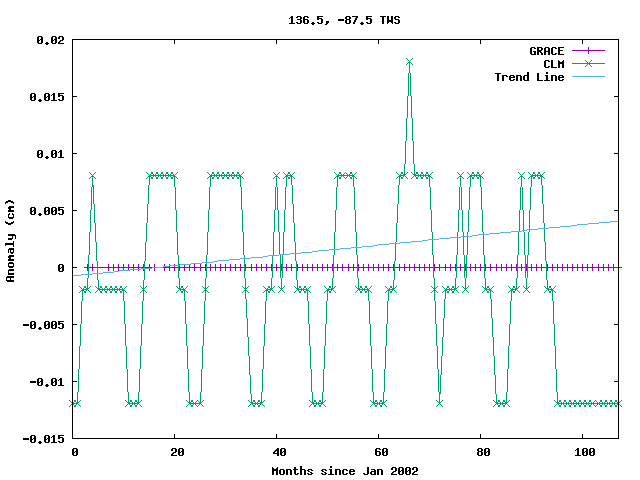 136.5, -87.5 TWS
GRACE
CLM
Trend Line
0.02
0.015
0.01
0.005
0
-0.005
-0.01
-0.015
Anomaly (cm)
0 20 40 60 80 100
Months since Jan 2002